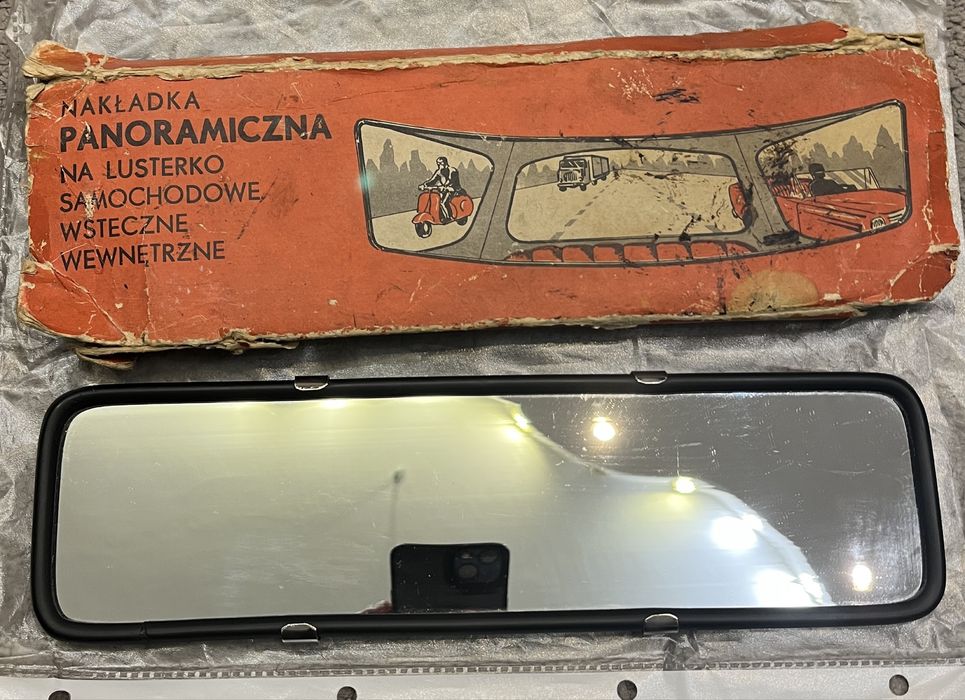 NAKŁADKA
PANORAMICZNA
NA LUSTERKO
SAMOCHODOWE
WSTECZNE
WEWNĘTRZNE